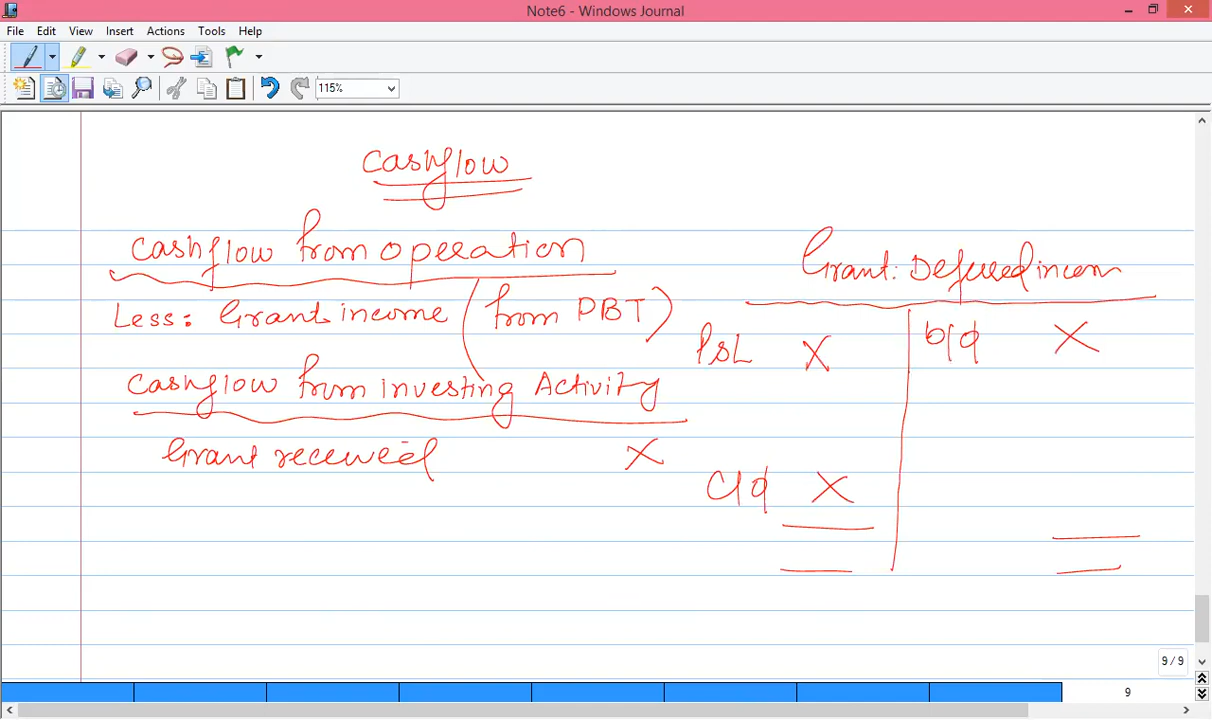 Note6 - Windows Journal
File Edit View Insert Actions Tools Help
115%
Cashflow
Cashflow from operation
Less: Grant income (from PBT)
Cashflow from investing Activity
Grant received X
Grant: Deferred incom
P&L X b/d X
c/d X
9 / 9
9